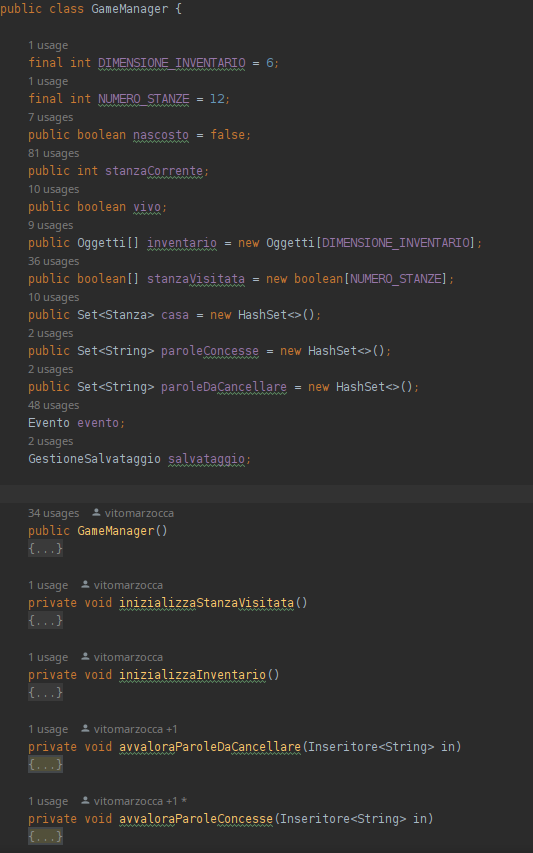 public class GameManager {
1 usage
final int DIMENSIONE_INVENTARIO = 6;
1 usage
final int NUMERO_STANZE = 12;
7 usages
public boolean nascosto = false;
81 usages
public int stanzaCorrente;
10 usages
public boolean vivo;
9 usages
public Oggetti[] inventario = new Oggetti[DIMENSIONE_INVENTARIO];
36 usages
public boolean[] stanzaVisitata = new boolean[NUMERO_STANZE];
10 usages
public Set<Stanza> casa = new HashSet<>();
2 usages
public Set<String> paroleConcesse = new HashSet<>();
2 usages
public Set<String> paroleDaCancellare = new HashSet<>();
48 usages
Evento evento;
2 usages
GestioneSalvataggio salvataggio;
34 usages vitomarzocca
public GameManager()
{...}
1 usage vitomarzocca
private void inizializzaStanzaVisitata()
{...}
1 usage vitomarzocca
private void inizializzaInventario()
{...}
1 usage vitomarzocca +1
private void avvaloraParoleDaCancellare(Inseritore<String> in)
{...}
1 usage vitomarzocca +1 *
private void avvaloraParoleConcesse(Inseritore<String> in)
{...}